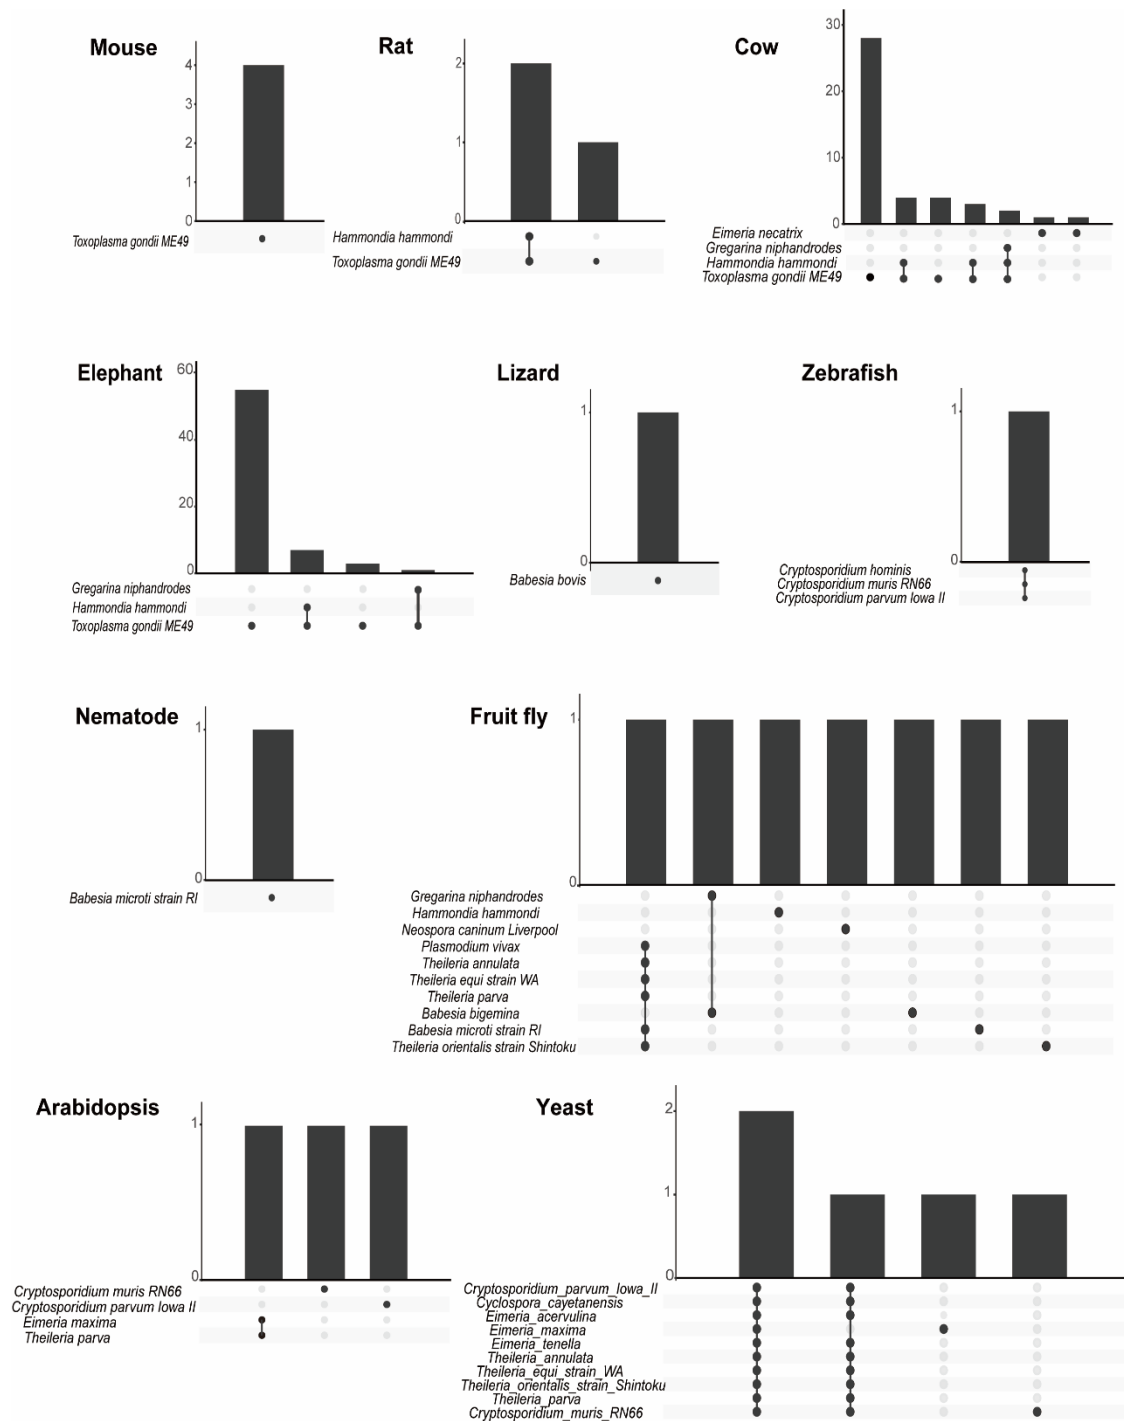 Mouse
4
3
2
1
0
Toxoplasma gondii ME49
Rat
2
1
0
Hammondia hammondi
Toxoplasma gondii ME49
Cow
30
20
10
0
Eimeria necatrix
Gregarina niphandrodes
Hammondia hammondi
Toxoplasma gondii ME49
Elephant
60
40
20
0
Gregarina niphandrodes
Hammondia hammondi
Toxoplasma gondii ME49
Lizard
1
0
Babesia bovis
Zebrafish
1
0
Cryptosporidium hominis
Cryptosporidium muris RN66
Cryptosporidium parvum Iowa II
Nematode
1
0
Babesia microti strain RI
Fruit fly
1
0
Gregarina niphandrodes
Hammondia hammondi
Neospora caninum Liverpool
Plasmodium vivax
Theileria annulata
Theileria equi strain WA
Theileria parva
Babesia bigemina
Babesia microti strain RI
Theileria orientalis strain Shintoku
Arabidopsis
1
0
Cryptosporidium muris RN66
Cryptosporidium parvum Iowa II
Eimeria maxima
Theileria parva
Yeast
2
1
0
Cryptosporidium_parvum_Iowa_II
Cyclospora_cayetanensis
Eimeria_acervulina
Eimeria_maxima
Eimeria_tenella
Theileria_annulata
Theileria_equi_strain_WA
Theileria_orientalis_strain_Shintoku
Theileria_parva
Cryptosporidium_muris_RN66